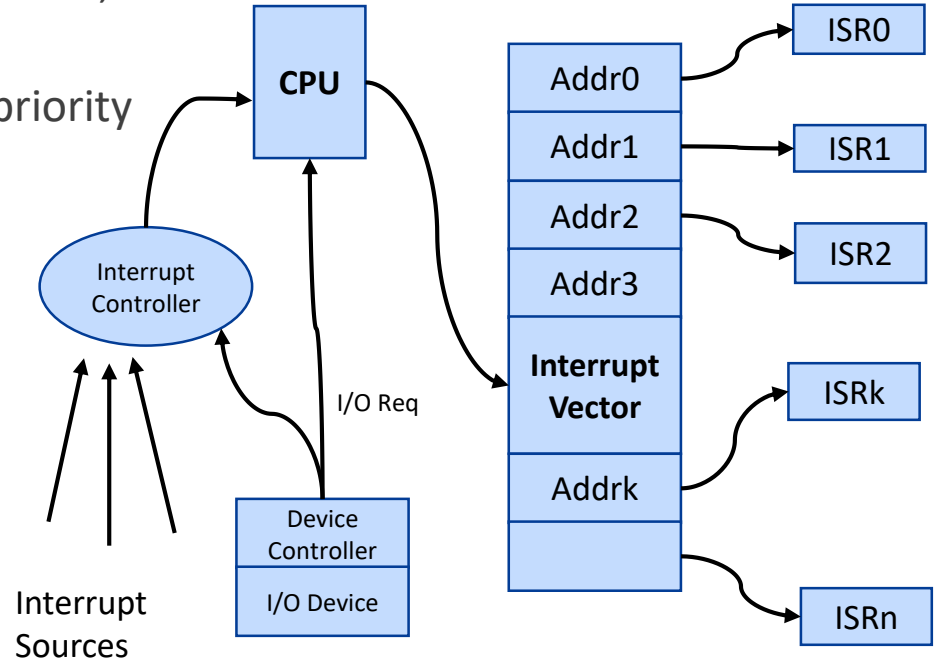 priority
CPU
Interrupt
Controller
I/O Req
Device
Controller
I/O Device
Interrupt
Sources
Addr0
Addr1
Addr2
Addr3
Interrupt
Vector
Addrk
ISR0
ISR1
ISR2
ISRk
ISRn